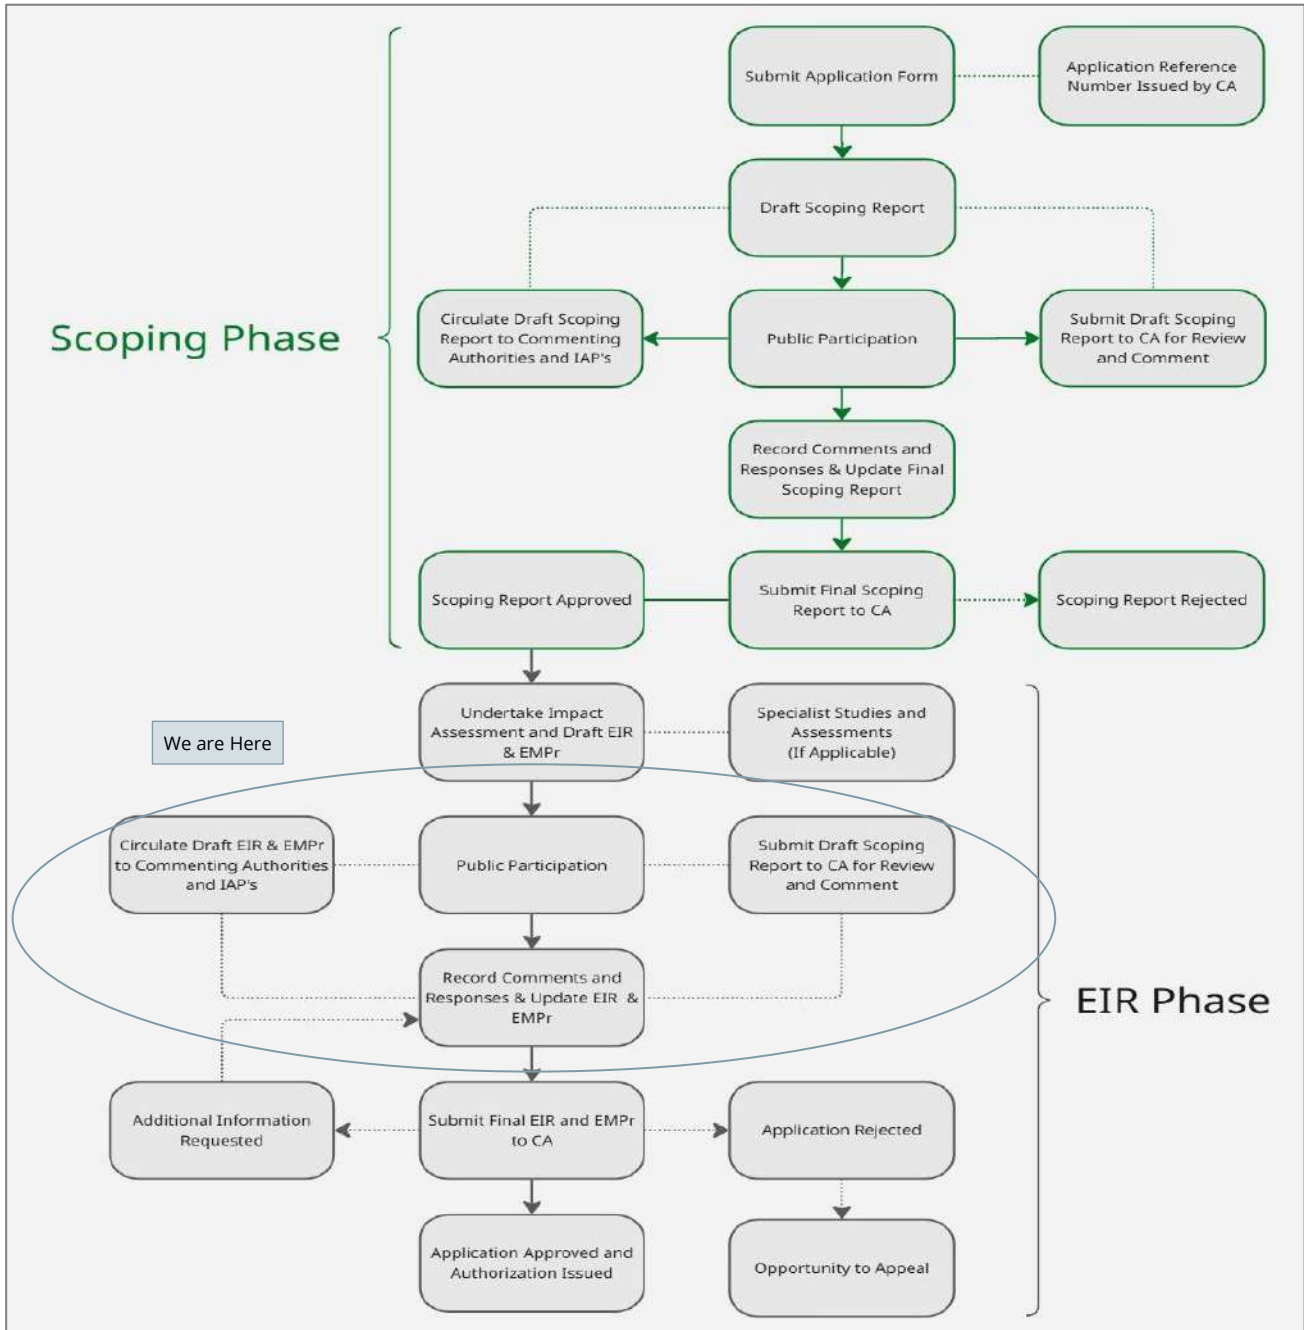 Submit Application Form
Application Reference
Number Issued by CA
Draft Scoping Report
Scoping Phase
Circulate Draft Scoping
Report to Commenting
Authorities and IAP's
Public Participation
Submit Draft Scoping
Report to CA for Review
and Comment
Record Comments and
Responses & Update Final
Scoping Report
Scoping Report Approved
Submit Final Scoping
Report to CA
Scoping Report Rejected
Undertake Impact
Assessment and Draft EIR
& EMPr
Specialist Studies and
Assessments
(If Applicable)
We are Here
Circulate Draft EIR & EMPr
to Commenting Authorities
and IAP's
Public Participation
Submit Draft Scoping
Report to CA for Review
and Comment
Record Comments and
Responses & Update EIR &
EMPr
EIR Phase
Additional Information
Requested
Submit Final EIR and EMPr
to CA
Application Rejected
Application Approved and
Authorization Issued
Opportunity to Appeal